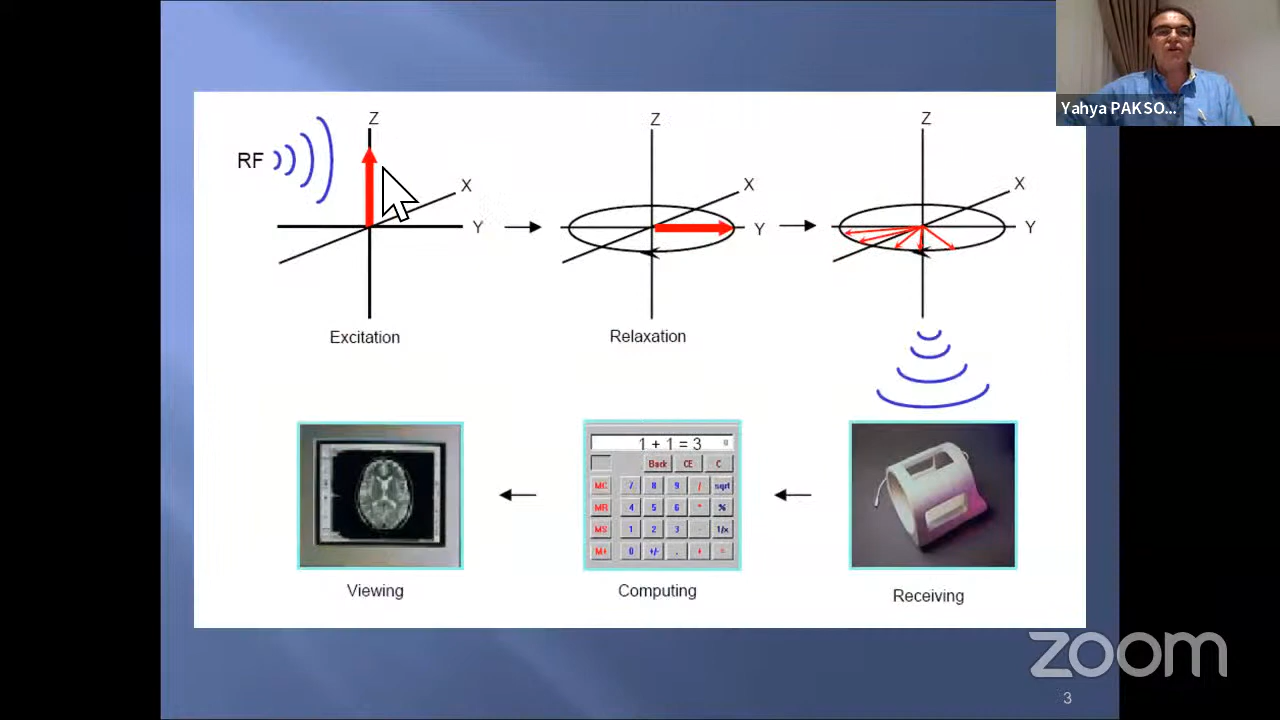 Yahya PAKSO...
Z
RF
X
Y
Excitation
Z
X
Y
Relaxation
Z
X
Y
1 + 1 = 3
Back CE C
MC 7 8 9 / sqrt
MR 4 5 6 * %
MS 1 2 3 - 1/x
M+ 0 +/- . + =
Viewing
Computing
Receiving
zoom
3